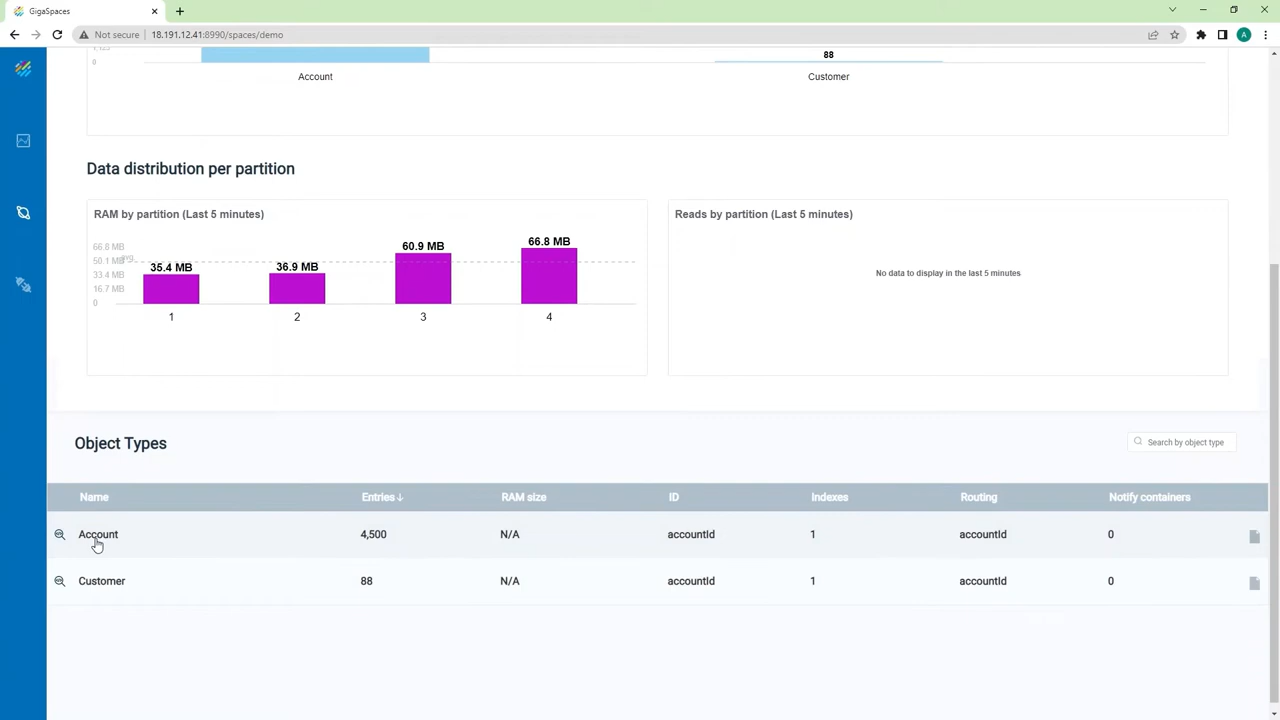 GigaSpaces
Not secure
18.191.12.41:8990/spaces/demo
A
0
88
Account
Customer
Data distribution per partition
RAM by partition (Last 5 minutes)
66.8 MB
50.1 MB
33.4 MB
16.7 MB
0
avg
35.4 MB
36.9 MB
60.9 MB
66.8 MB
1
2
3
4
Reads by partition (Last 5 minutes)
No data to display in the last 5 minutes
Object Types
Search by object type
Name Entries↓ RAM size ID Indexes Routing Notify containers
Account 4,500 N/A accountId 1 accountId 0
Customer 88 N/A accountId 1 accountId 0